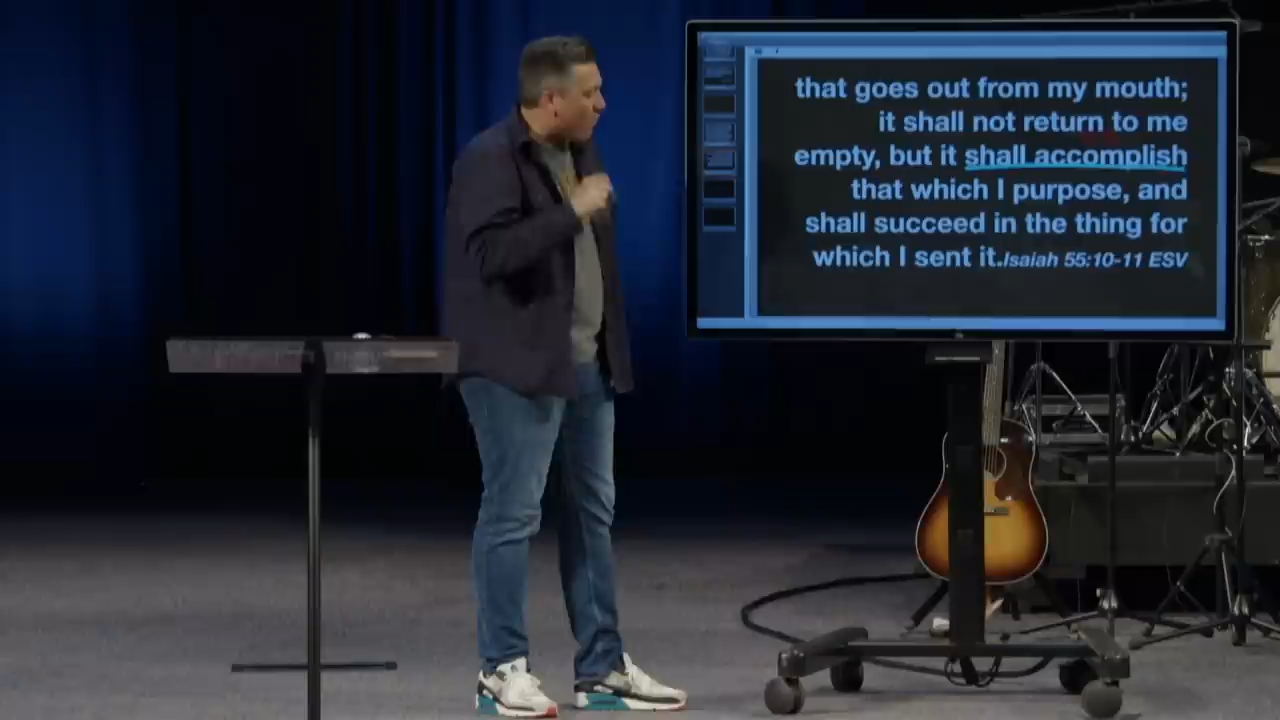 that goes out from my mouth;
it shall not return to me
empty, but it shall accomplish
that which I purpose, and
shall succeed in the thing for
which I sent it.Isaiah 55:10-11 ESV